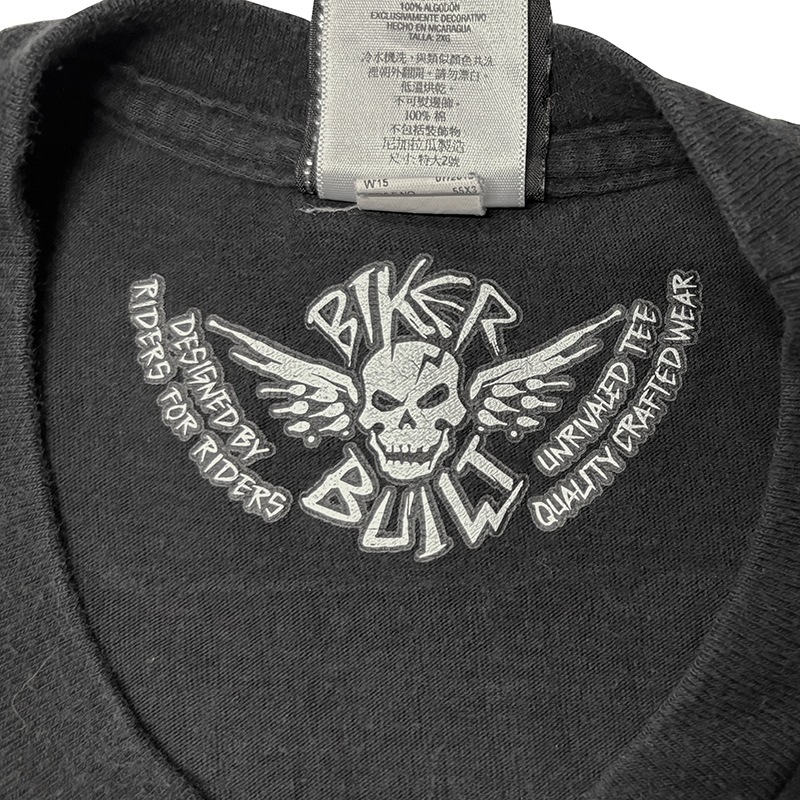 100% ALGODÓN
EXCLUSIVAMENTE DECORATIVO
HECHO EN NICARAGUA
TALLA: 2XG
冷水機洗，與類似顏色共洗
裡朝外翻開，請勿漂白。
低溫烘乾。
不可熨邊飾。
100% 棉
不包括裝飾物
尼加拉瓜製造
尺寸：特大2號
W15
55X3
BIKER
BUILT
DESIGNED BY
RIDERS FOR RIDERS
UNRIVALED TEE
QUALITY CRAFTED WEAR